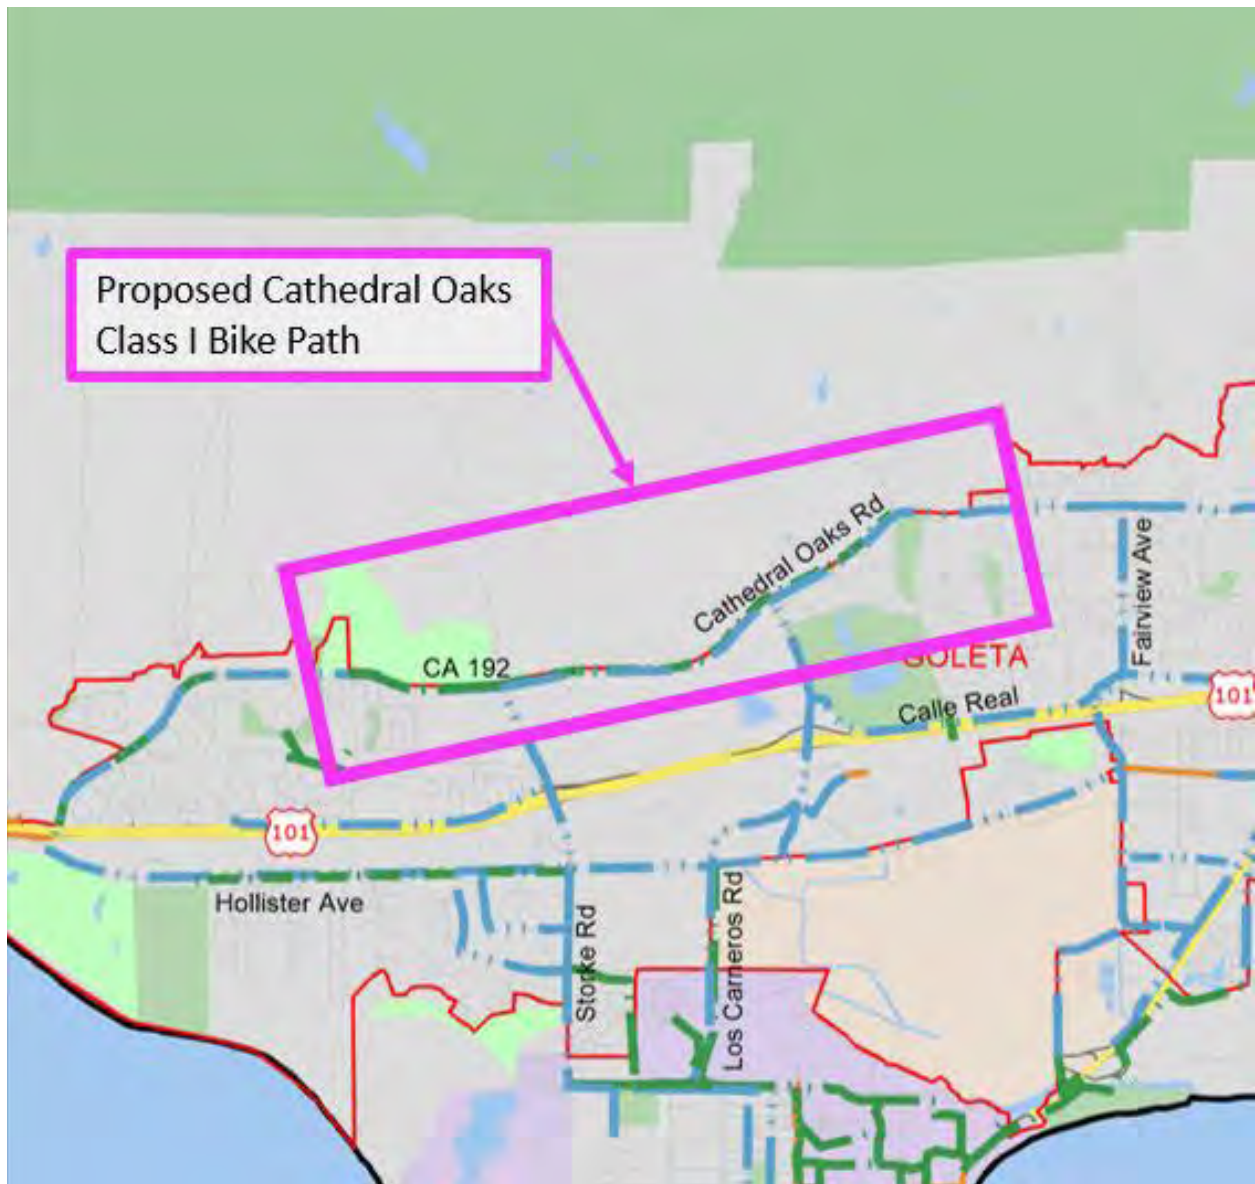 Proposed Cathedral Oaks
Class I Bike Path
Cathedral Oaks Rd
CA 192
GOLETA
Fairview Ave
Calle Real
101
101
Hollister Ave
Storke Rd
Los Carneros Rd